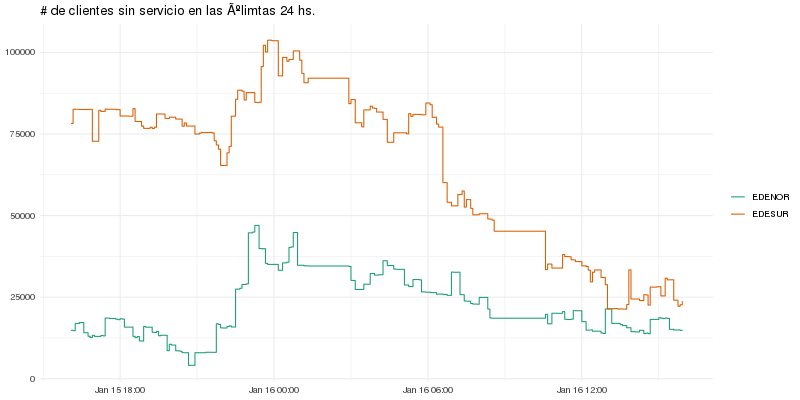 # de clientes sin servicio en las Ãºlimtas 24 hs.
100000
75000
50000
25000
0
Jan 15 18:00
Jan 16 00:00
Jan 16 06:00
Jan 16 12:00
EDENOR
EDESUR